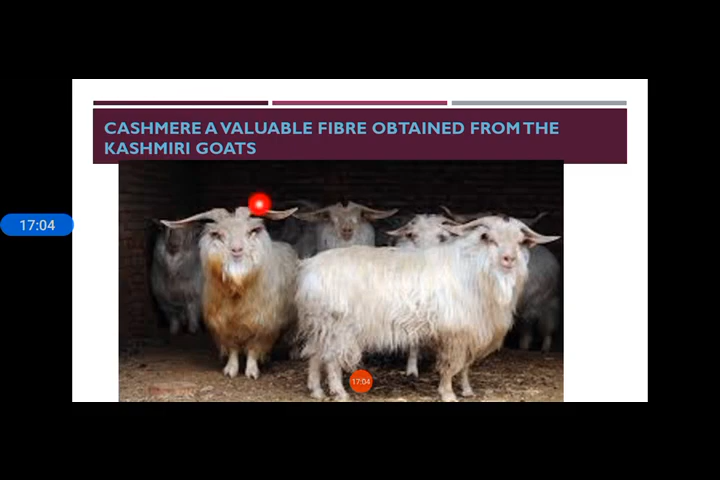 CASHMERE A VALUABLE FIBRE OBTAINED FROM THE
KASHMIRI GOATS
17:04
17:04